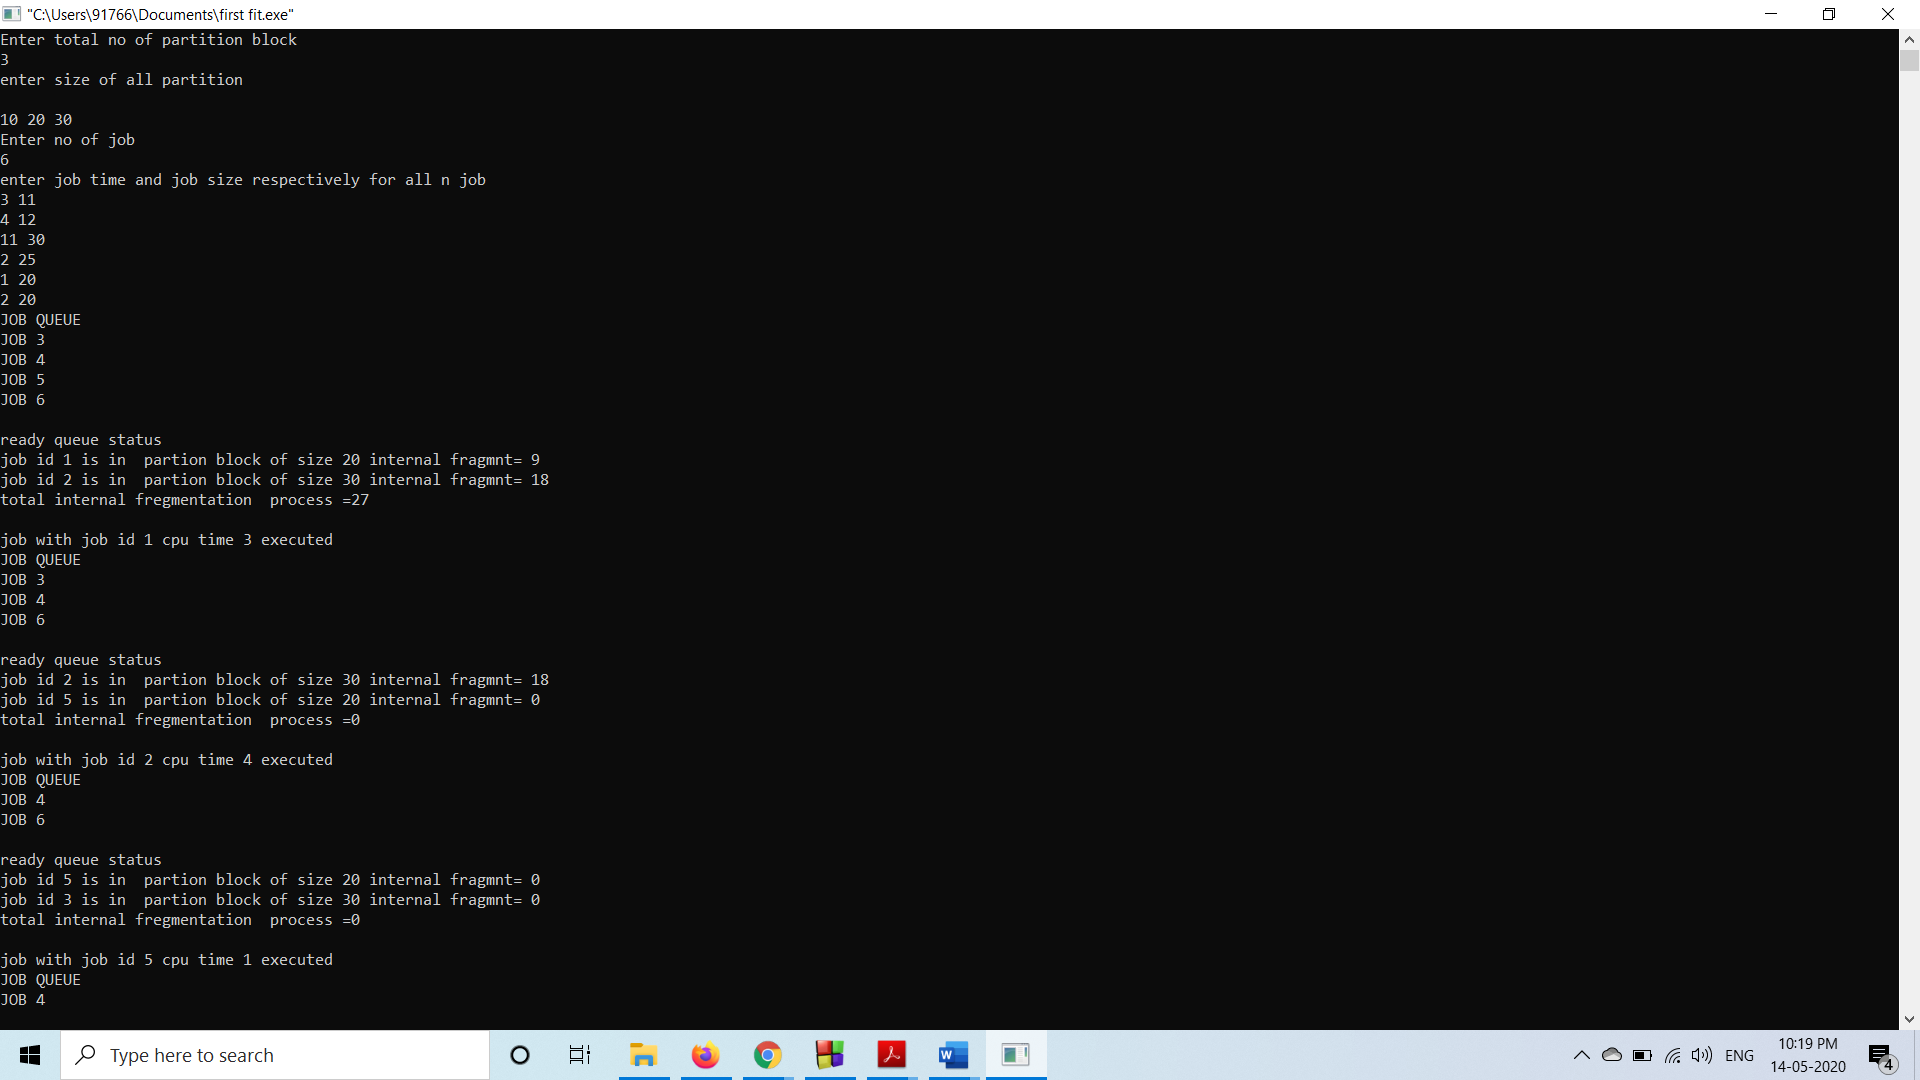 "C:\Users\91766\Documents\first fit.exe"
Enter total no of partition block
3
enter size of all partition
10 20 30
Enter no of job
6
enter job time and job size respectively for all n job
3 11
4 12
11 30
2 25
1 20
2 20
JOB QUEUE
JOB 3
JOB 4
JOB 5
JOB 6
ready queue status
job id 1 is in  partion block of size 20 internal fragmnt= 9
job id 2 is in  partion block of size 30 internal fragmnt= 18
total internal fregmentation  process =27
job with job id 1 cpu time 3 executed
JOB QUEUE
JOB 3
JOB 4
JOB 6
ready queue status
job id 2 is in  partion block of size 30 internal fragmnt= 18
job id 5 is in  partion block of size 20 internal fragmnt= 0
total internal fregmentation  process =0
job with job id 2 cpu time 4 executed
JOB QUEUE
JOB 4
JOB 6
ready queue status
job id 5 is in  partion block of size 20 internal fragmnt= 0
job id 3 is in  partion block of size 30 internal fragmnt= 0
total internal fregmentation  process =0
job with job id 5 cpu time 1 executed
JOB QUEUE
JOB 4
Type here to search
W
ENG
10:19 PM
14-05-2020
4